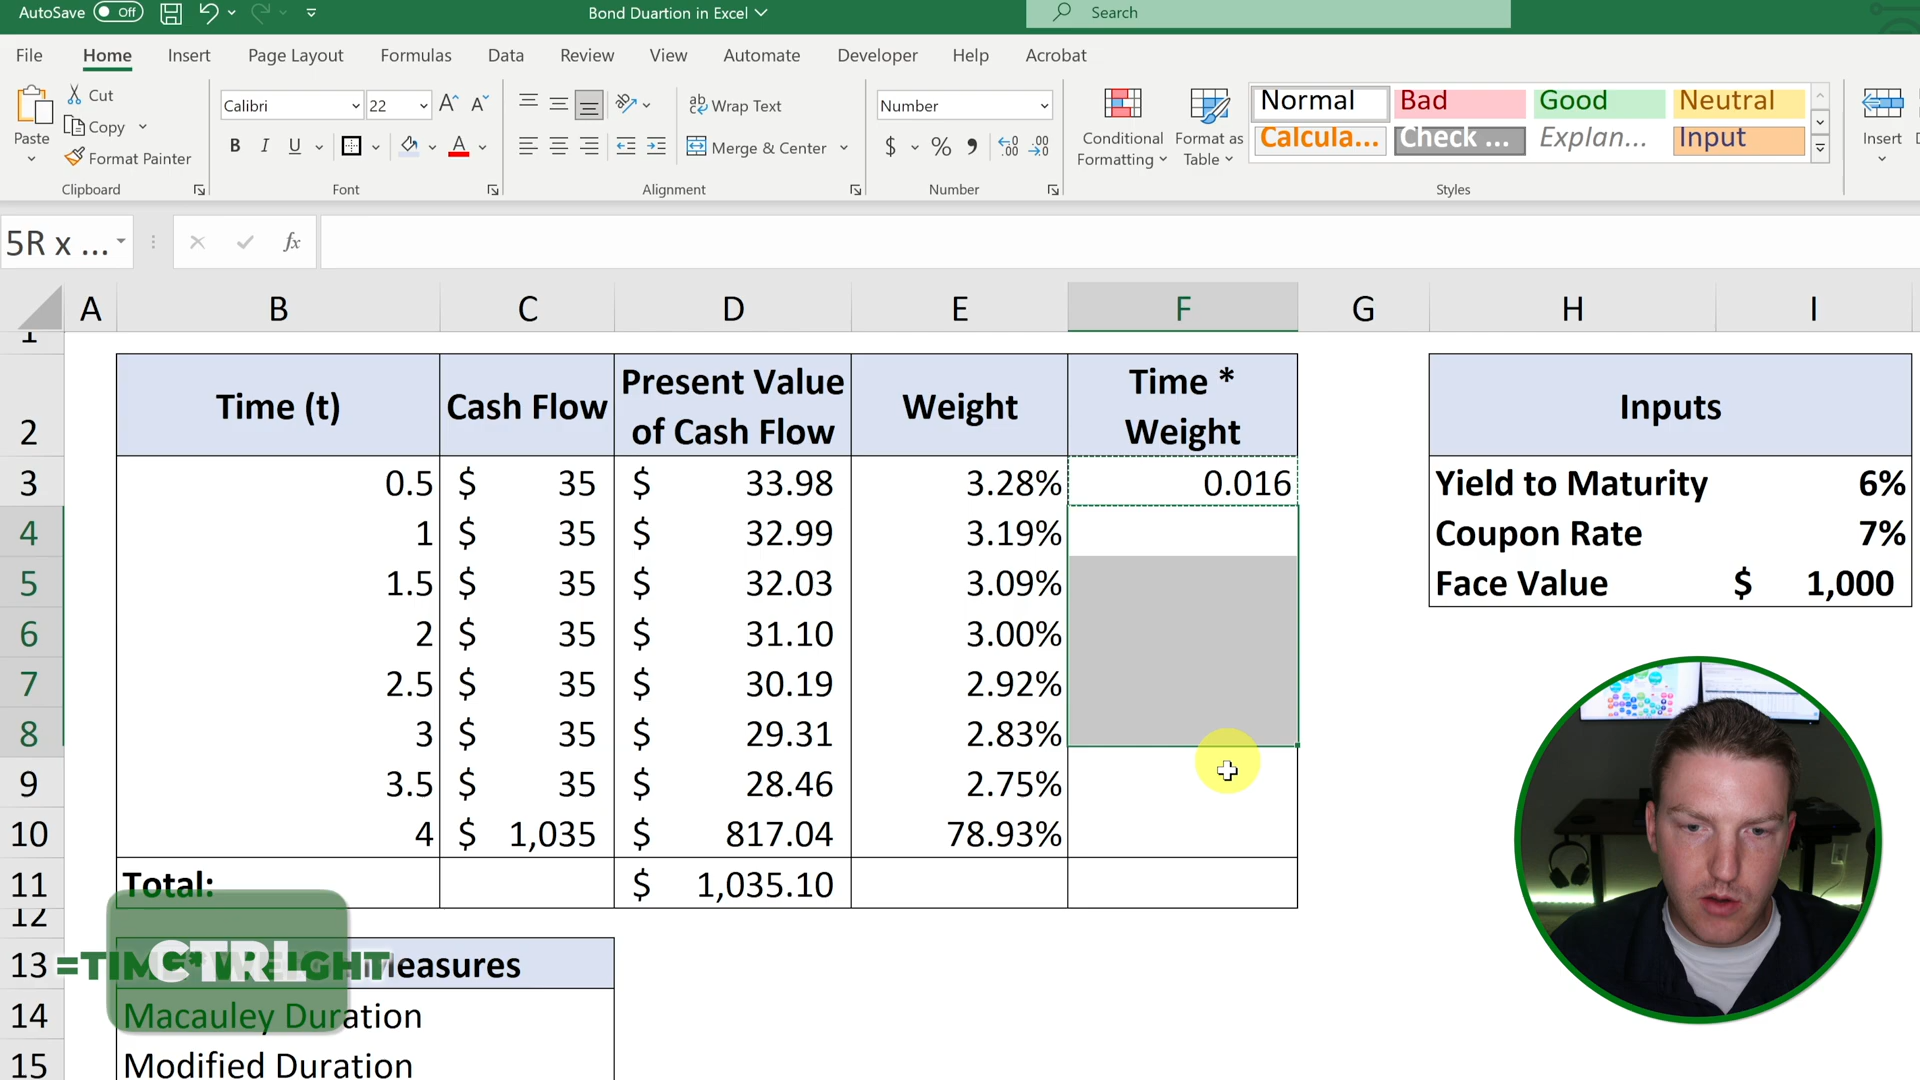 AutoSave Off Bond Duartion in Excel Search
File Home Insert Page Layout Formulas Data Review View Automate Developer Help Acrobat
Paste Cut Copy Format Painter Clipboard
Calibri 22 A A B I U A Font
ab Wrap Text Merge & Center Alignment
Number $ % , .00 .00 Number
Conditional Formatting Format as Table
Normal Bad Good Neutral
Calcula... Check ... Explan... Input
Styles
Insert
5R x ... fx
A B C D E F G H I
1
2 Time (t) Cash Flow Present Value of Cash Flow Weight Time * Weight Inputs
3 0.5 $ 35 $ 33.98 3.28% 0.016 Yield to Maturity 6%
4 1 $ 35 $ 32.99 3.19% Coupon Rate 7%
5 1.5 $ 35 $ 32.03 3.09% Face Value $ 1,000
6 2 $ 35 $ 31.10 3.00%
7 2.5 $ 35 $ 30.19 2.92%
8 3 $ 35 $ 29.31 2.83%
9 3.5 $ 35 $ 28.46 2.75%
10 4 $ 1,035 $ 817.04 78.93%
11 Total: $ 1,035.10
12
CTRL
13 Measures
14 Macauley Duration
15 Modified Duration